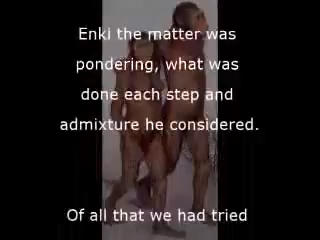 Enki the matter was
pondering, what was
done each step and
admixture he considered.
Of all that we had tried